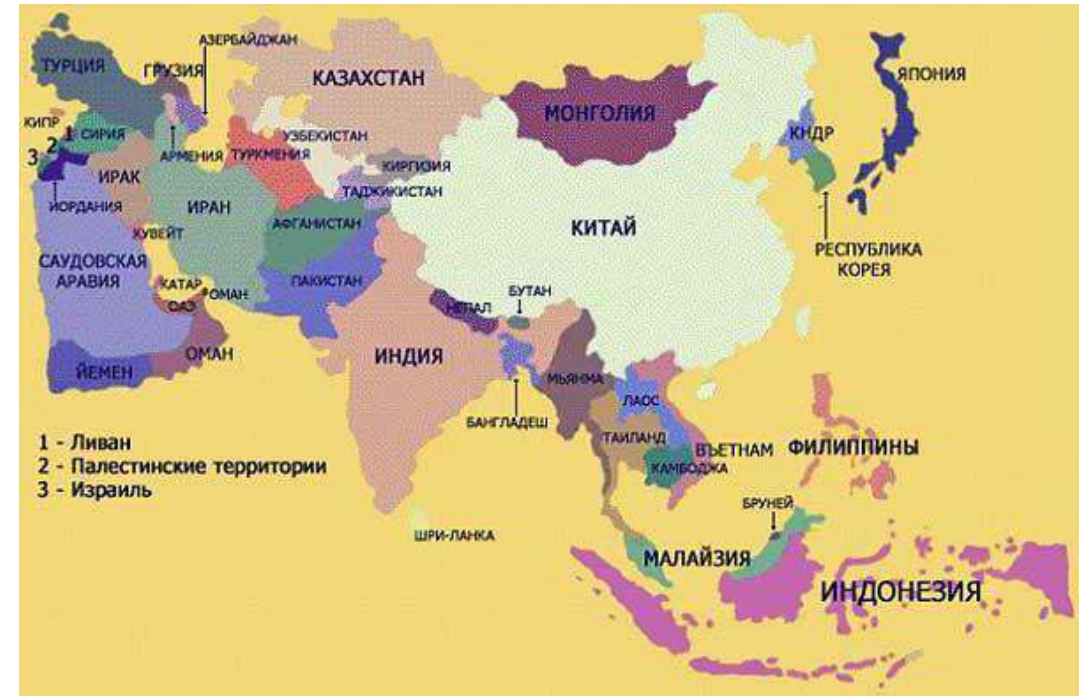 АЗЕРБАЙДЖАН
ТУРЦИЯ
ГРУЗИЯ
КАЗАХСТАН
МОНГОЛИЯ
ЯПОНИЯ
КИПР
1
СИРИЯ
2
3
АРМЕНИЯ
ТУРКМЕНИЯ
УЗБЕКИСТАН
КНДР
КИРГИЗИЯ
ИРАК
ТАДЖИКИСТАН
ИОРДАНИЯ
ИРАН
АФГАНИСТАН
КИТАЙ
КУВЕЙТ
РЕСПУБЛИКА
КОРЕЯ
САУДОВСКАЯ
АРАВИЯ
КАТАР
ОМАН
ПАКИСТАН
ОАЭ
НЕПАЛ
БУТАН
ОМАН
ИНДИЯ
ЙЕМЕН
МЬЯНМА
ЛАОС
БАНГЛАДЕШ
ТАИЛАНД
ВЪЕТНАМ
ФИЛИППИНЫ
КАМБОДЖА
1 - Ливан
2 - Палестинские территории
3 - Израиль
БРУНЕЙ
ШРИ-ЛАНКА
МАЛАЙЗИЯ
ИНДОНЕЗИЯ